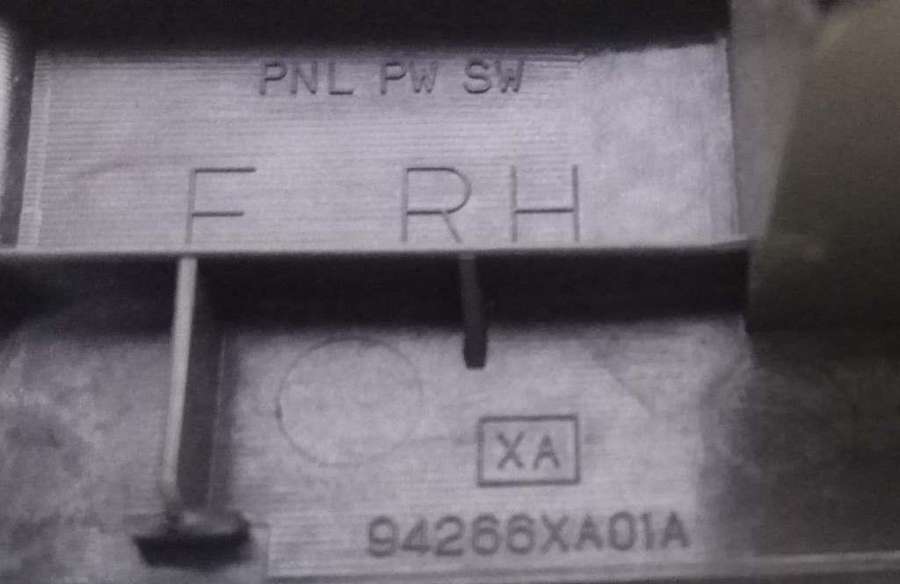 PNL PW SW
F RH
XA
94266XA01A